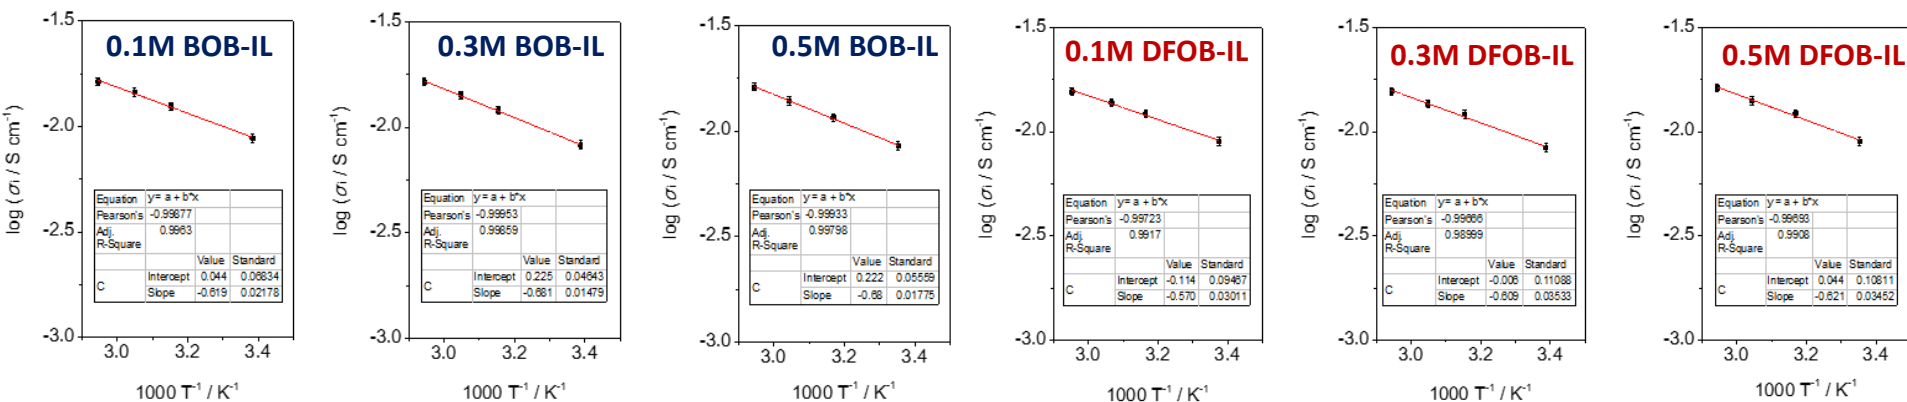 0.1M BOB-IL
-1.5
-2.0
-2.5
-3.0
log (σi / S cm-1)
Equation y = a + b*x
Pearson's -0.99877
Adj. R-Square 0.9963
Value Standard
C Intercept 0.044 0.06834
Slope -0.619 0.02178
3.0 3.2 3.4
1000 T-1 / K-1
0.3M BOB-IL
-1.5
-2.0
-2.5
-3.0
log (σi / S cm-1)
Equation y = a + b*x
Pearson's -0.99953
Adj. R-Square 0.99859
Value Standard
C Intercept 0.225 0.04643
Slope -0.681 0.01479
3.0 3.2 3.4
1000 T-1 / K-1
0.5M BOB-IL
-1.5
-2.0
-2.5
-3.0
log (σi / S cm-1)
Equation y = a + b*x
Pearson's -0.99933
Adj. R-Square 0.99798
Value Standard
C Intercept 0.222 0.05559
Slope -0.68 0.01775
3.0 3.2 3.4
1000 T-1 / K-1
0.1M DFOB-IL
-1.5
-2.0
-2.5
-3.0
log (σi / S cm-1)
Equation y = a + b*x
Pearson's -0.99723
Adj. R-Square 0.9917
Value Standard
C Intercept -0.114 0.09467
Slope -0.570 0.03011
3.0 3.2 3.4
1000 T-1 / K-1
0.3M DFOB-IL
-1.5
-2.0
-2.5
-3.0
log (σi / S cm-1)
Equation y = a + b*x
Pearson's -0.99666
Adj. R-Square 0.98999
Value Standard
C Intercept -0.006 0.11088
Slope -0.609 0.03533
3.0 3.2 3.4
1000 T-1 / K-1
0.5M DFOB-IL
-1.5
-2.0
-2.5
-3.0
log (σi / S cm-1)
Equation y = a + b*x
Pearson's -0.99693
Adj. R-Square 0.9908
Value Standard
C Intercept 0.044 0.10811
Slope -0.621 0.03452
3.0 3.2 3.4
1000 T-1 / K-1